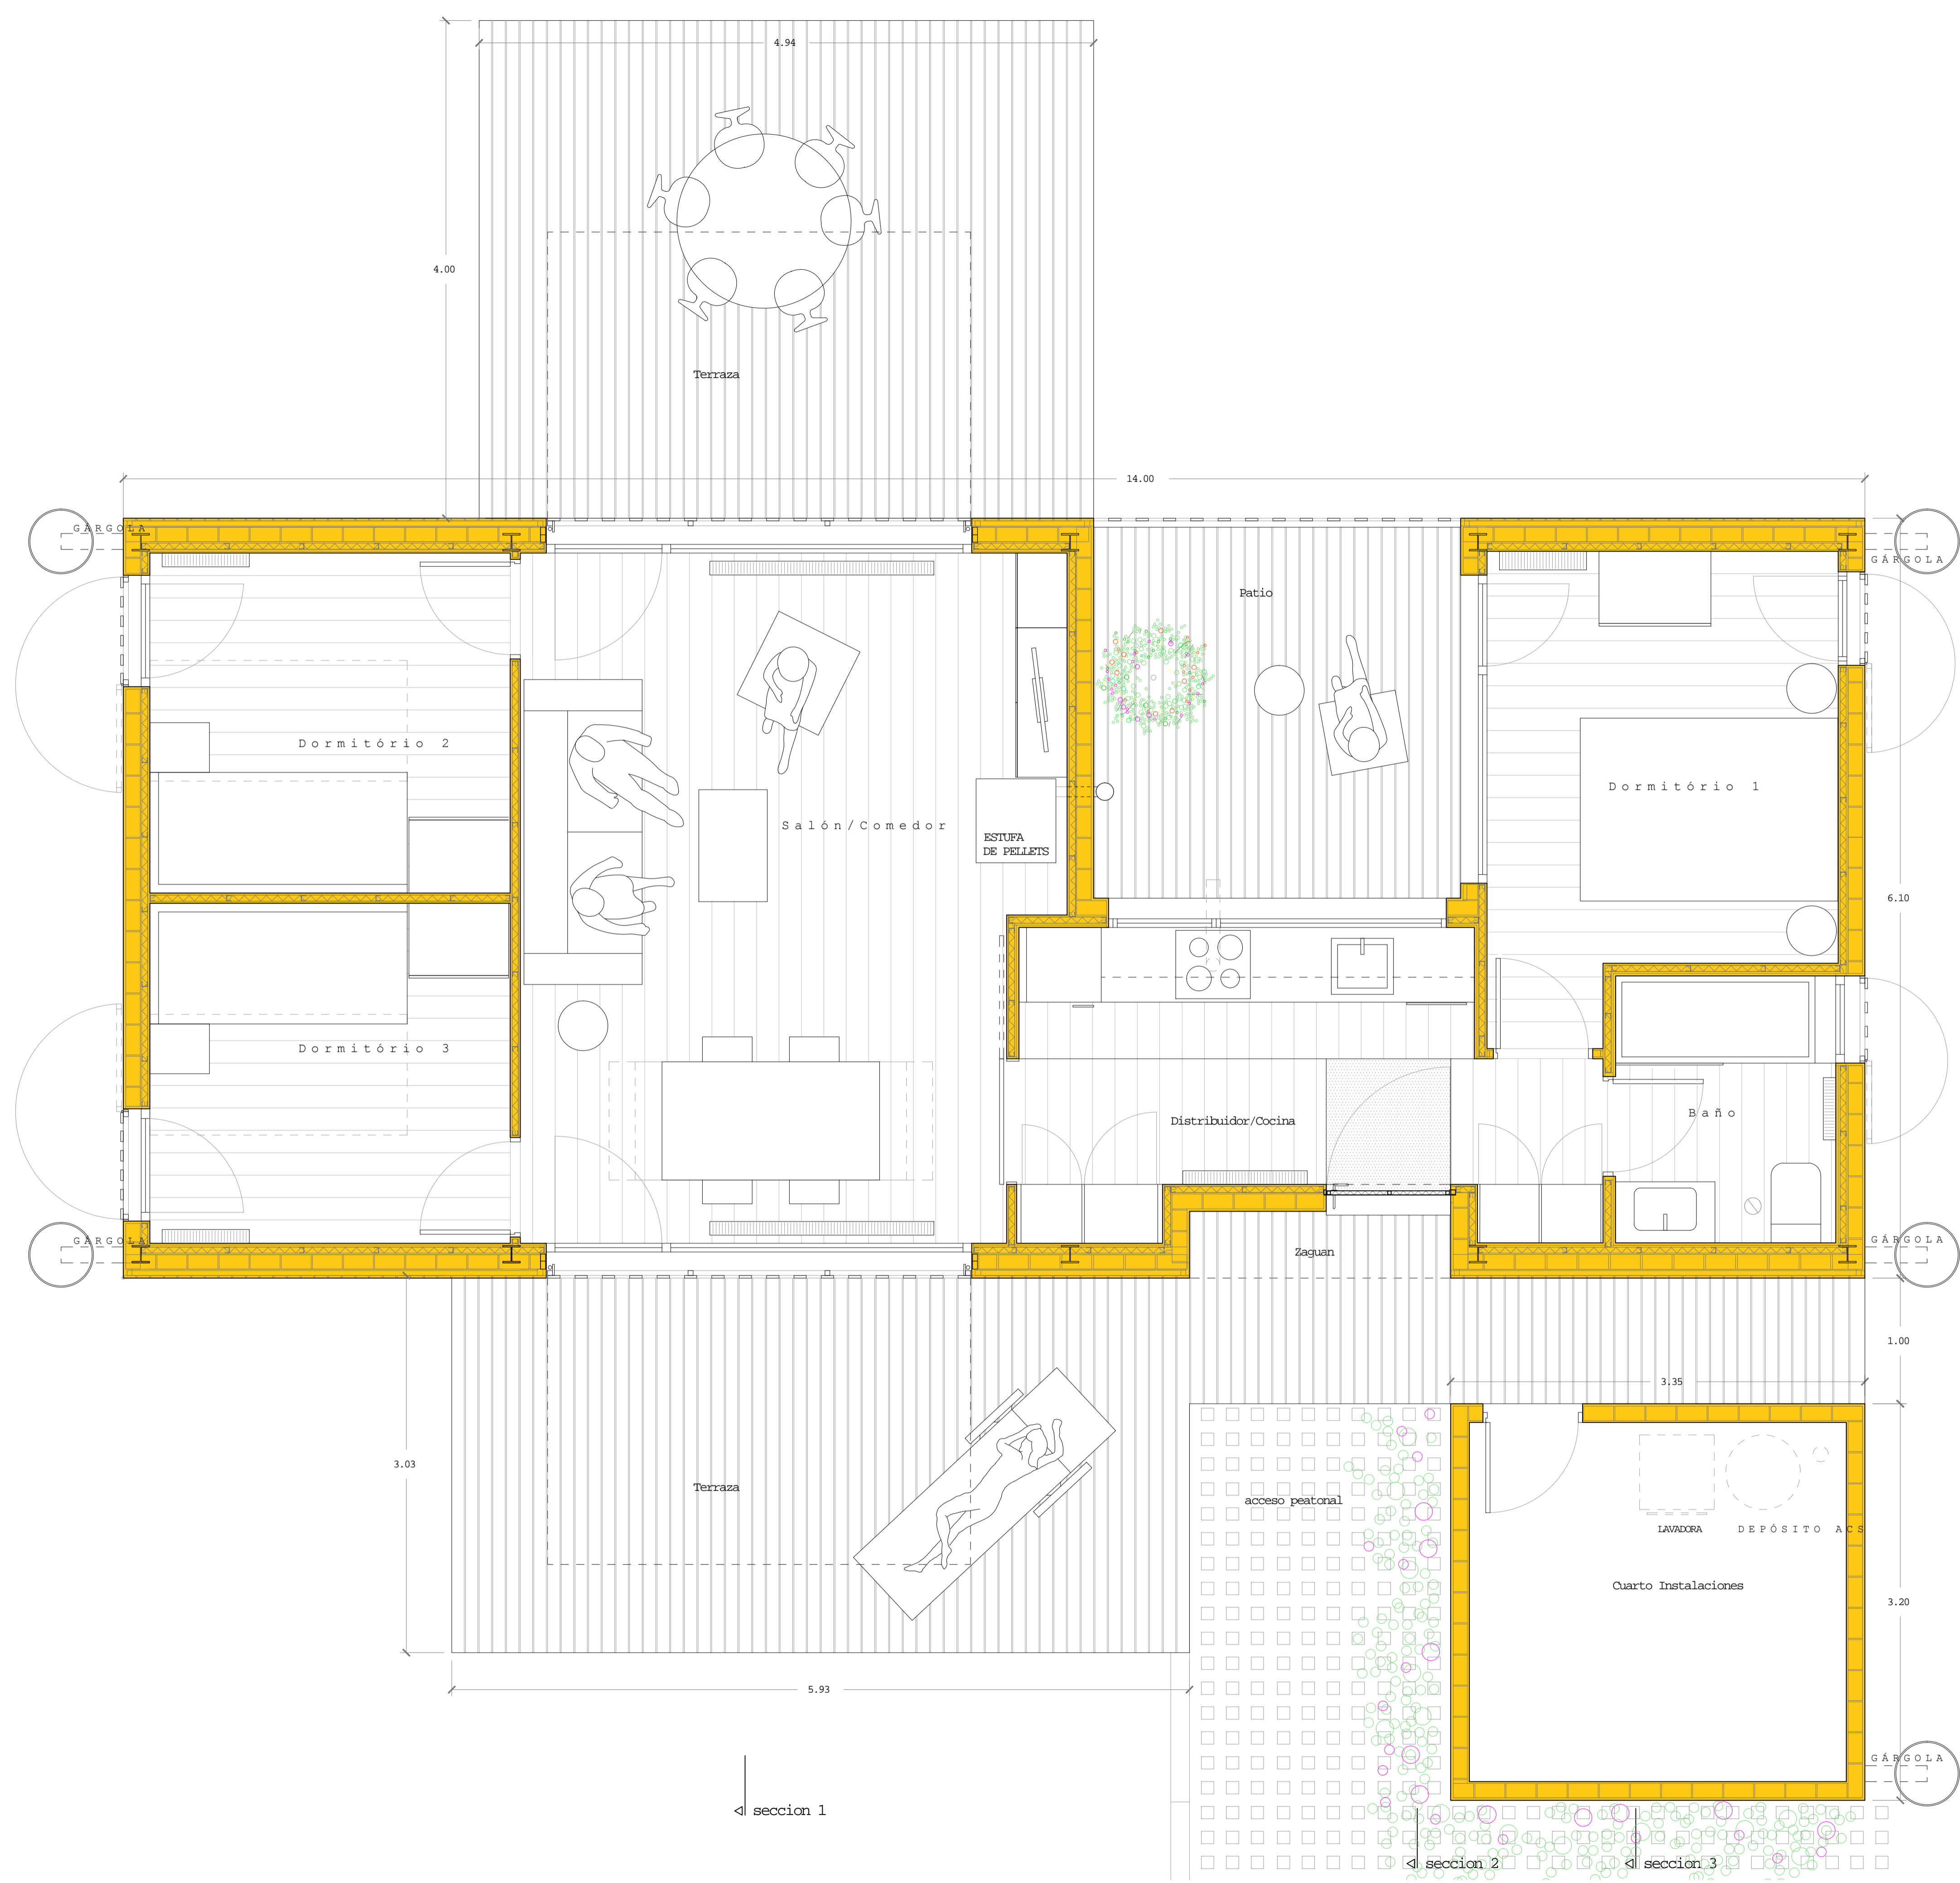 4.94
4.00
Terraza
14.00
GÁRGOLA
GÁRGOLA
Patio
Dormitório 2
Dormitório 1
Salón/Comedor
ESTUFA
DE PELLETS
6.10
Dormitório 3
Distribuidor/Cocina
Baño
GÁRGOLA
GÁRGOLA
Zaguan
1.00
3.35
3.03
Terraza
acceso peatonal
LAVADORA
DEPÓSITO ACS
Cuarto Instalaciones
3.20
5.93
GÁRGOLA
seccion 1
seccion 2
seccion 3